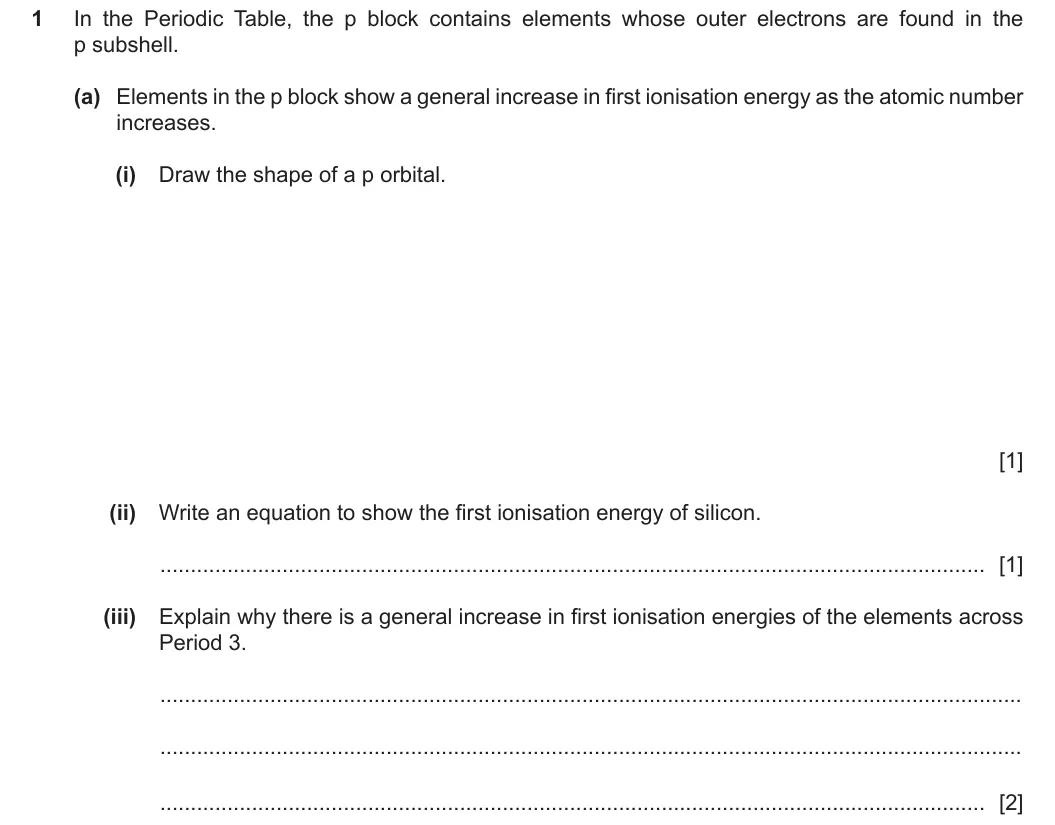 1 In the Periodic Table, the p block contains elements whose outer electrons are found in the
p subshell.
(a) Elements in the p block show a general increase in first ionisation energy as the atomic number
increases.
(i) Draw the shape of a p orbital.
[1]
(ii) Write an equation to show the first ionisation energy of silicon.
.......................................................................................................................................... [1]
(iii) Explain why there is a general increase in first ionisation energies of the elements across
Period 3.
................................................................................................................................................
................................................................................................................................................
.......................................................................................................................................... [2]